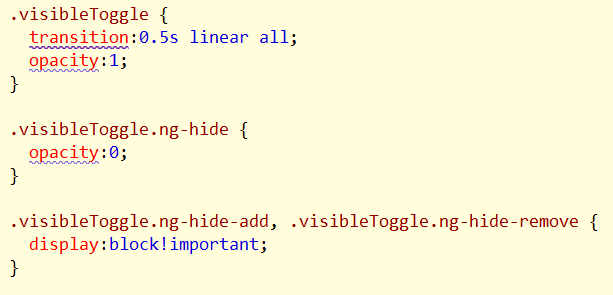 .visibleToggle {
  transition:0.5s linear all;
  opacity:1;
}

.visibleToggle.ng-hide {
  opacity:0;
}

.visibleToggle.ng-hide-add, .visibleToggle.ng-hide-remove {
  display:block!important;
}